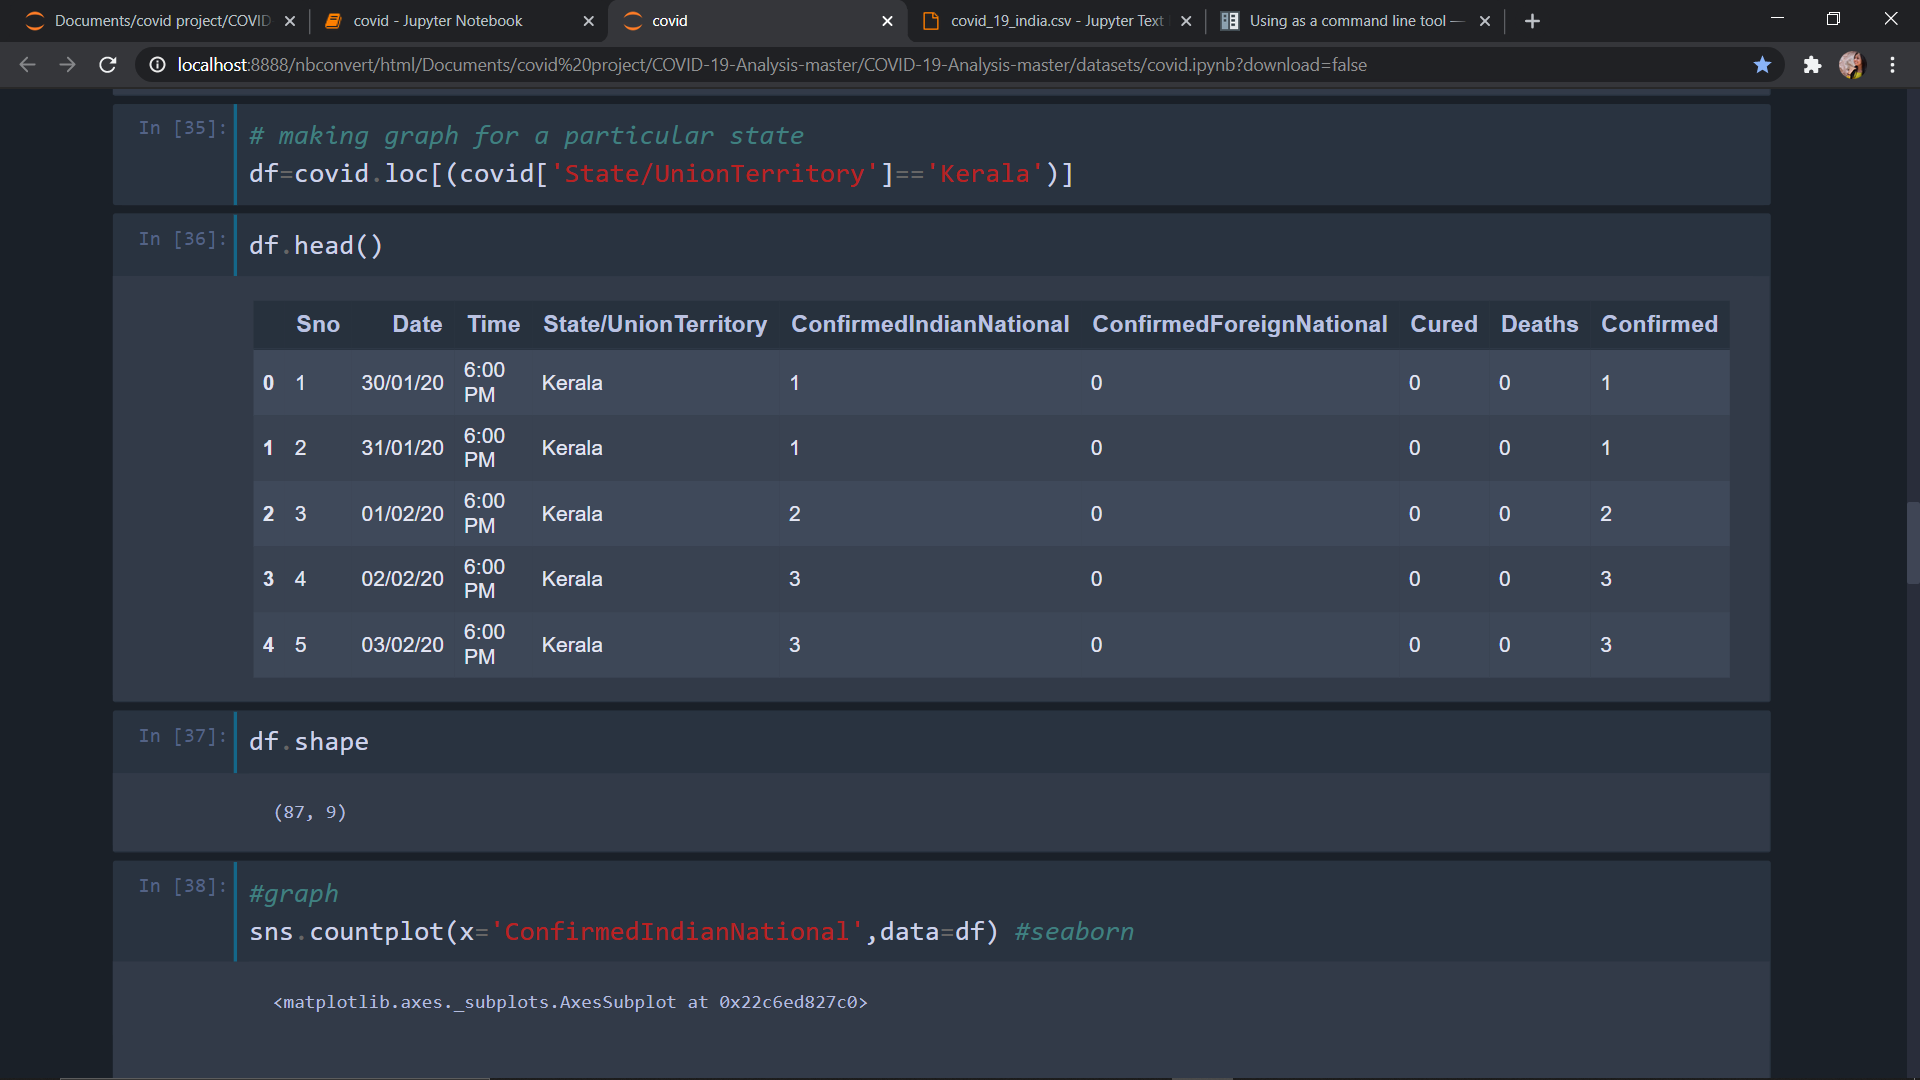 Documents/covid project/COVID
covid - Jupyter Notebook
covid
covid_19_india.csv - Jupyter Text
Using as a command line tool —
localhost:8888/nbconvert/html/Documents/covid%20project/COVID-19-Analysis-master/COVID-19-Analysis-master/datasets/covid.ipynb?download=false
In [35]: # making graph for a particular state
df=covid.loc[(covid['State/UnionTerritory']=='Kerala')]
In [36]: df.head()
Sno Date Time State/UnionTerritory ConfirmedIndianNational ConfirmedForeignNational Cured Deaths Confirmed
0 1 30/01/20 6:00 PM Kerala 1 0 0 0 1
1 2 31/01/20 6:00 PM Kerala 1 0 0 0 1
2 3 01/02/20 6:00 PM Kerala 2 0 0 0 2
3 4 02/02/20 6:00 PM Kerala 3 0 0 0 3
4 5 03/02/20 6:00 PM Kerala 3 0 0 0 3
In [37]: df.shape
(87, 9)
In [38]: #graph
sns.countplot(x='ConfirmedIndianNational',data=df) #seaborn
<matplotlib.axes._subplots.AxesSubplot at 0x22c6ed827c0>